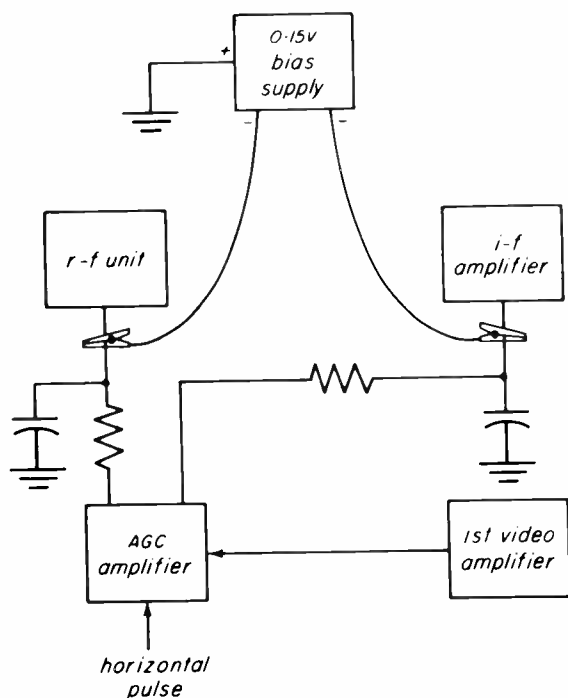 0-15v
bias
supply
+
-
-
r-f unit
i-f
amplifier
AGC
amplifier
1st video
amplifier
horizontal
pulse